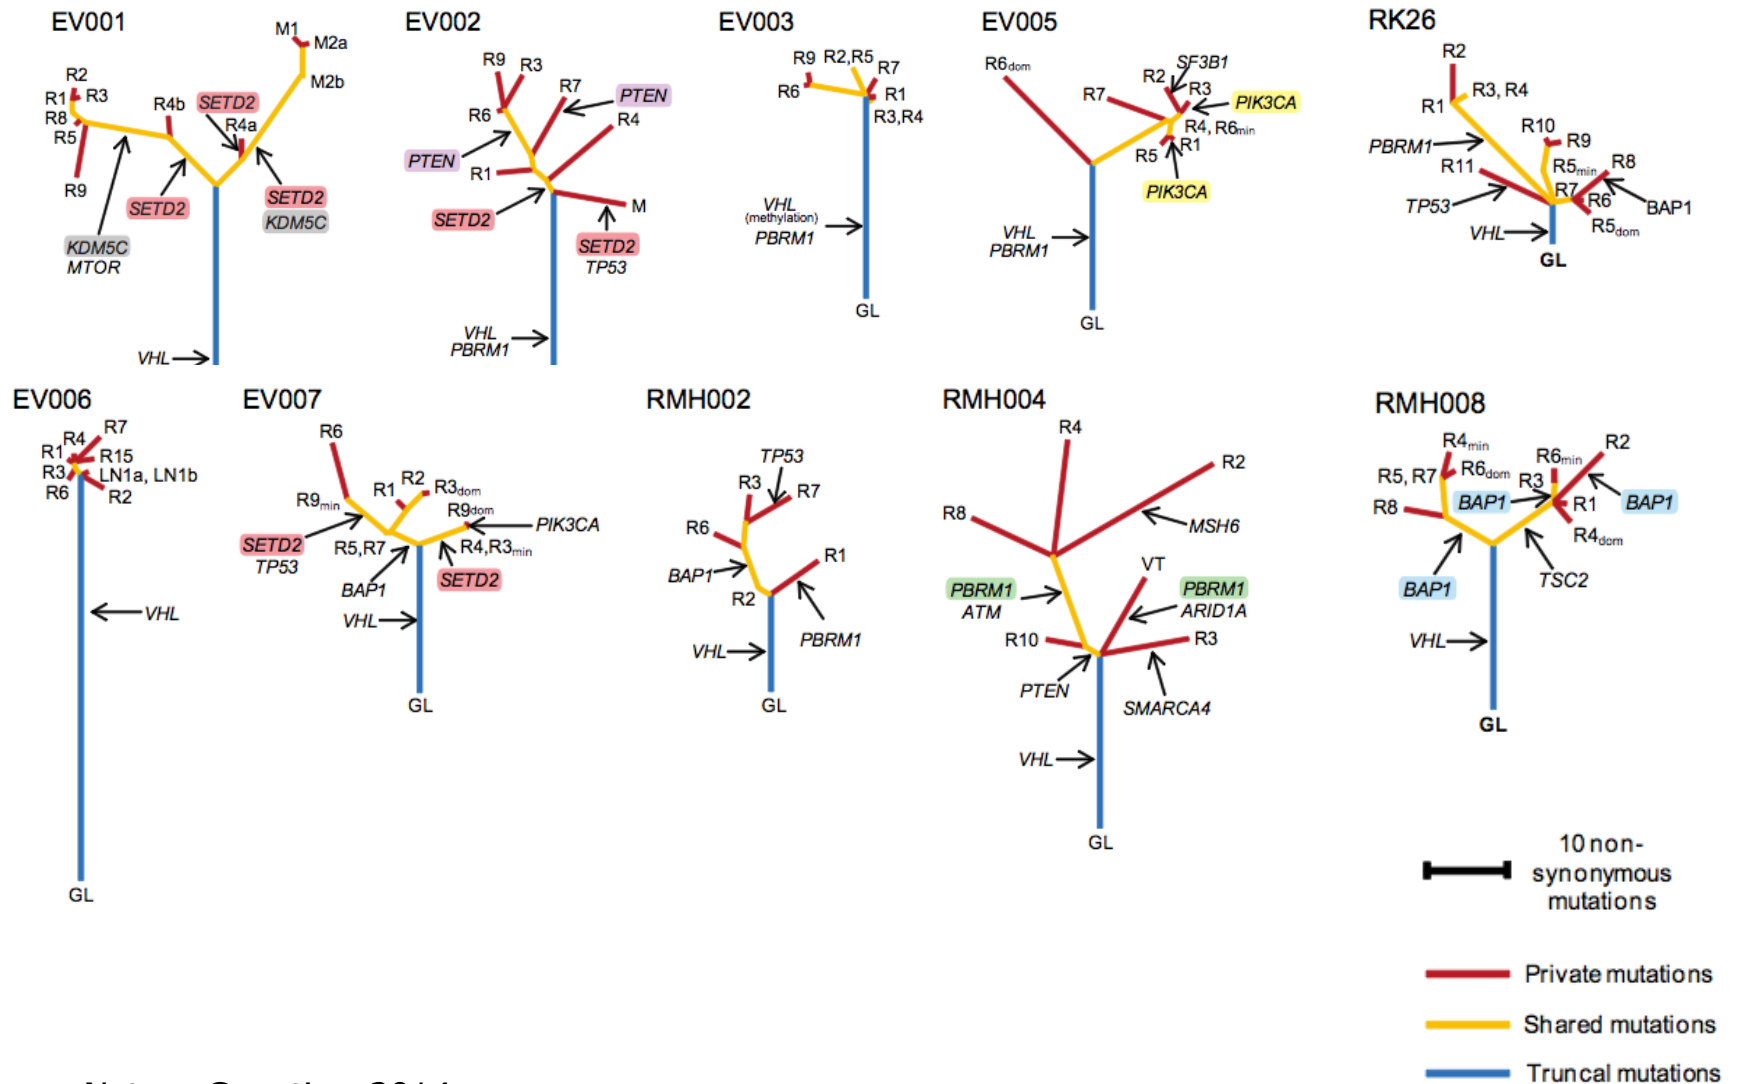 EV001
M1
M2a
M2b
R2
R1
R3
R8
R5
R9
R4b
SETD2
R4a
SETD2
SETD2
KDM5C
KDM5C
MTOR
VHL
EV002
R9
R3
R7
PTEN
R6
R4
PTEN
R1
SETD2
M
SETD2
TP53
VHL
PBRM1
EV003
R9
R2,R5
R7
R6
R1
R3,R4
VHL
(methylation)
PBRM1
GL
EV005
R6dom
R7
R2
SF3B1
R3
PIK3CA
R4, R6min
R1
R5
PIK3CA
VHL
PBRM1
GL
RK26
R2
R3, R4
R1
PBRM1
R10
R9
R11
R5min
R8
R7
R6
TP53
BAP1
R5dom
VHL
GL
EV006
R4
R7
R1
R15
R3
LN1a, LN1b
R6
R2
VHL
GL
EV007
R6
R2
R1
R3dom
R9min
R9dom
PIK3CA
SETD2
TP53
R5,R7
R4,R3min
BAP1
SETD2
VHL
GL
RMH002
TP53
R3
R7
R6
R1
BAP1
R2
PBRM1
VHL
GL
RMH004
R4
R2
R8
MSH6
VT
PBRM1
ATM
PBRM1
ARID1A
R10
R3
PTEN
SMARCA4
VHL
GL
RMH008
R4min
R2
R5, R7
R6dom
R6min
R3
BAP1
BAP1
R8
R1
R4dom
BAP1
TSC2
VHL
GL
10 non-
synonymous
mutations
Private mutations
Shared mutations
Truncal mutations